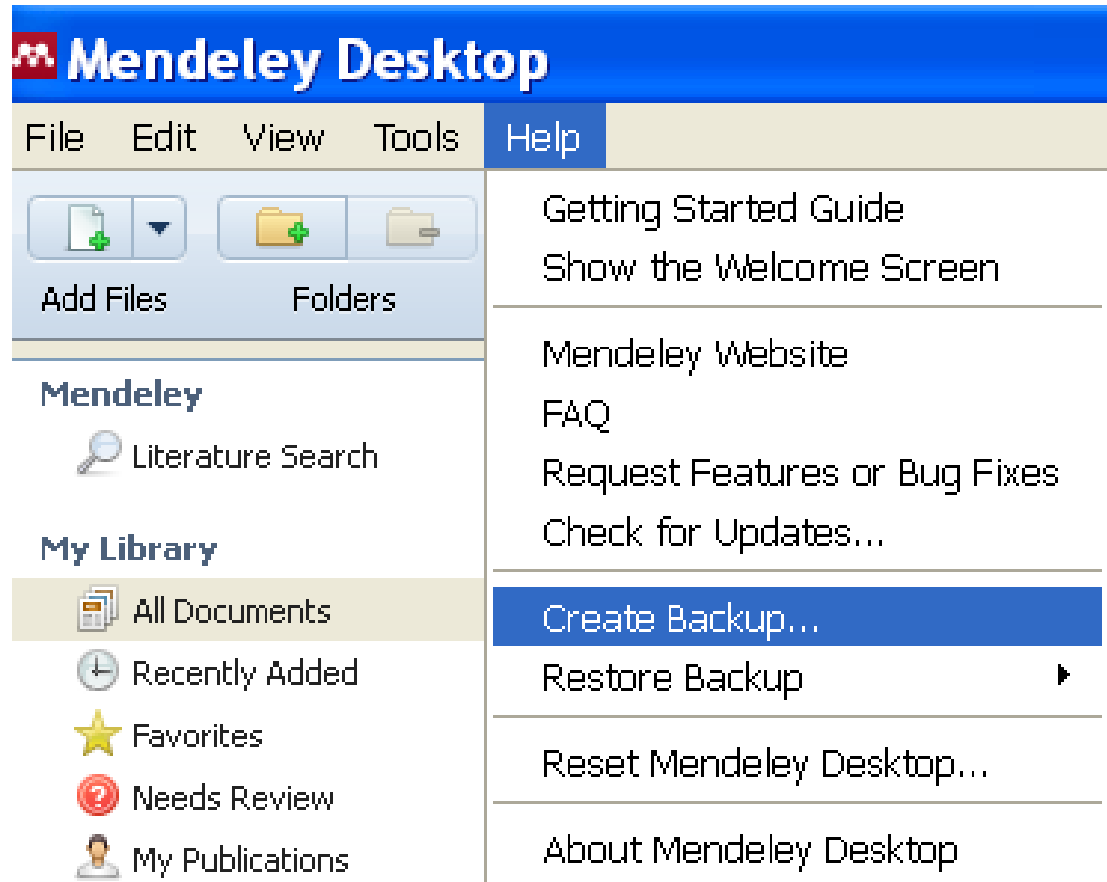 Mendeley Desktop
File Edit View Tools Help
Add Files Folders
Mendeley
Literature Search
My Library
All Documents
Recently Added
Favorites
Needs Review
My Publications
Getting Started Guide
Show the Welcome Screen
Mendeley Website
FAQ
Request Features or Bug Fixes
Check for Updates...
Create Backup...
Restore Backup
Reset Mendeley Desktop...
About Mendeley Desktop